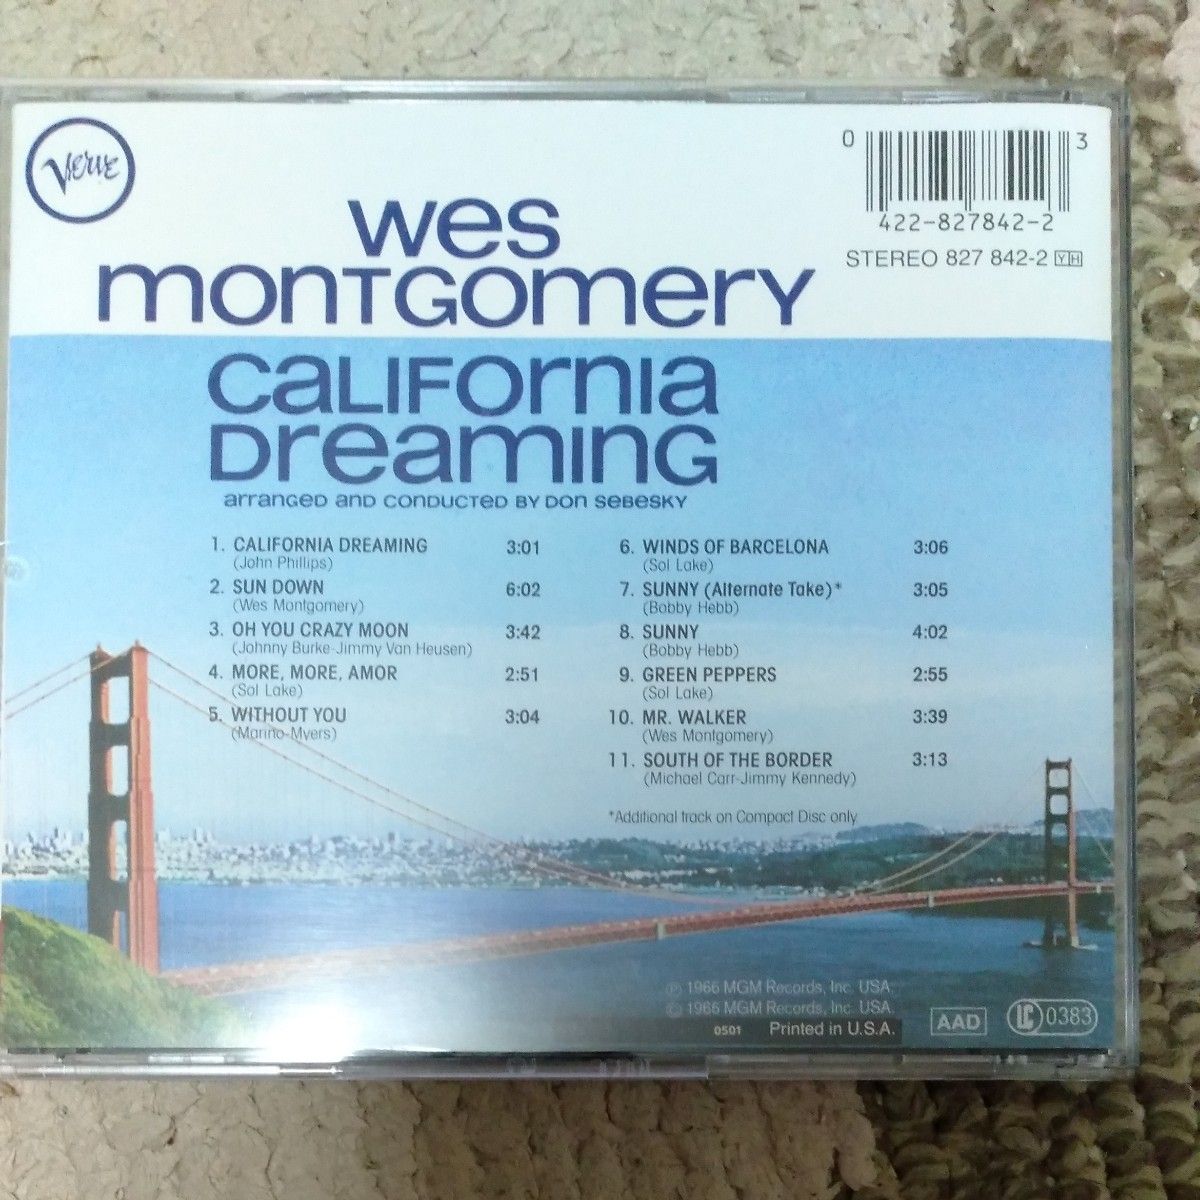 Verve
0 3
422-827842-2
STEREO 827 842-2 YH
wes
montgomery
california
dreaming
arranged and conducted by don sebesky
1. CALIFORNIA DREAMING 3:01
(John Phillips)
2. SUN DOWN 6:02
(Wes Montgomery)
3. OH YOU CRAZY MOON 3:42
(Johnny Burke-Jimmy Van Heusen)
4. MORE, MORE, AMOR 2:51
(Sol Lake)
5. WITHOUT YOU 3:04
(Marino-Myers)
6. WINDS OF BARCELONA 3:06
(Sol Lake)
7. SUNNY (Alternate Take)* 3:05
(Bobby Hebb)
8. SUNNY 4:02
(Bobby Hebb)
9. GREEN PEPPERS 2:55
(Sol Lake)
10. MR. WALKER 3:39
(Wes Montgomery)
11. SOUTH OF THE BORDER 3:13
(Michael Carr-Jimmy Kennedy)
*Additional track on Compact Disc only
℗ 1966 MGM Records, Inc. USA
© 1966 MGM Records, Inc. USA
0501 Printed in U.S.A.
AAD
LC 0383